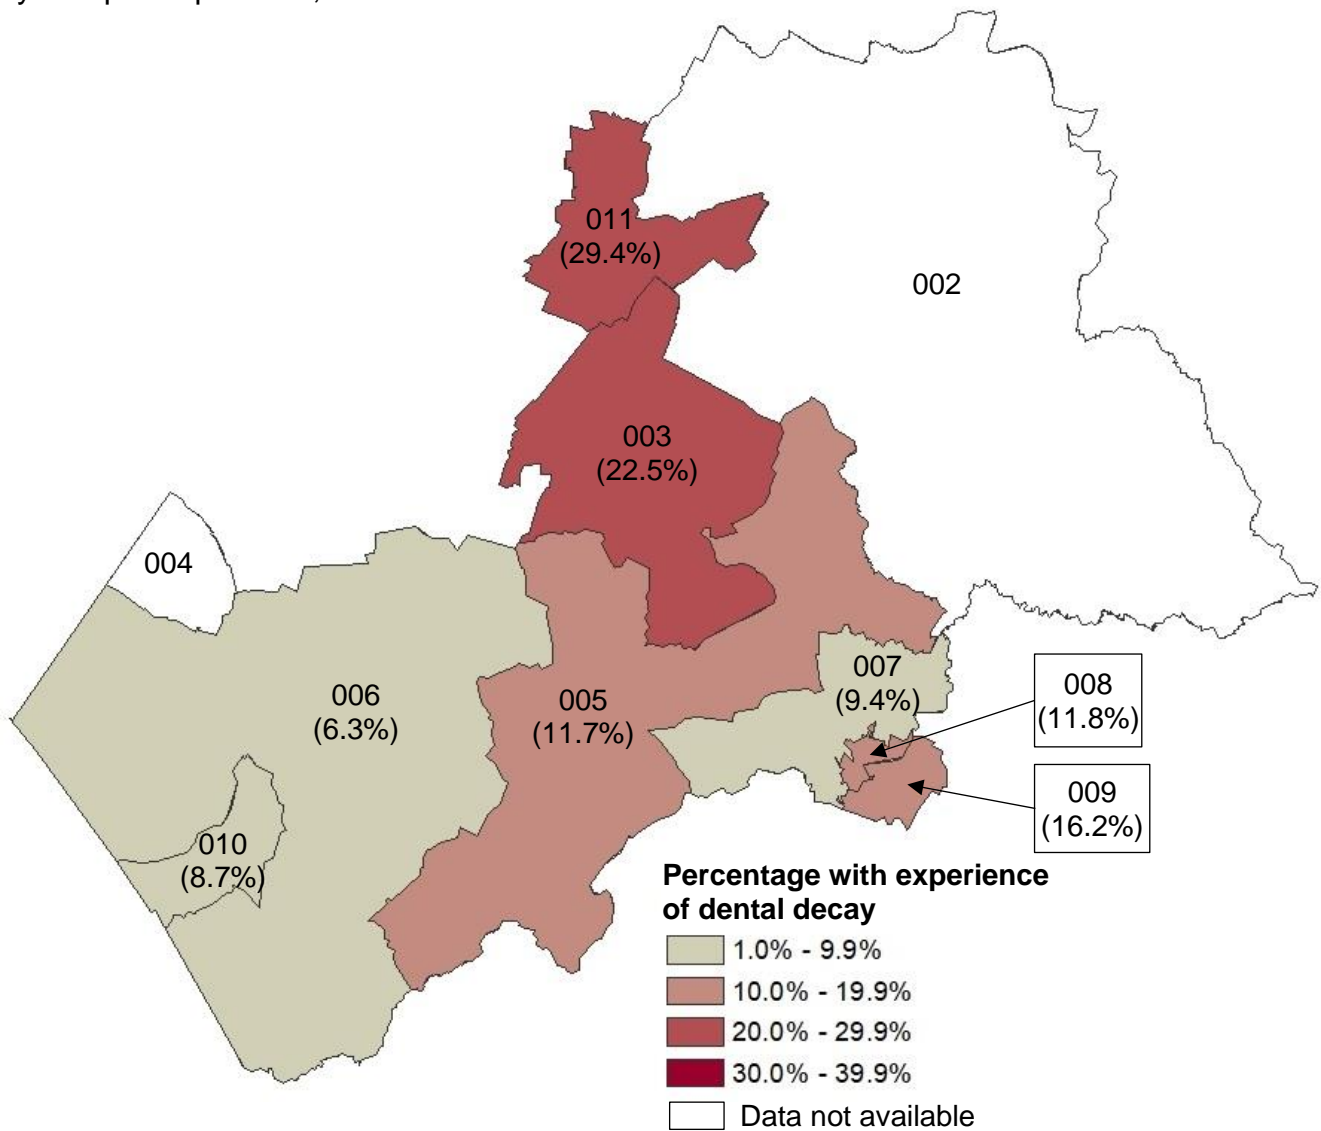 011
(29.4%)
002
003
(22.5%)
004
006
(6.3%)
005
(11.7%)
007
(9.4%)
008
(11.8%)
009
(16.2%)
010
(8.7%)
Percentage with experience
of dental decay
1.0% - 9.9%
10.0% - 19.9%
20.0% - 29.9%
30.0% - 39.9%
Data not available